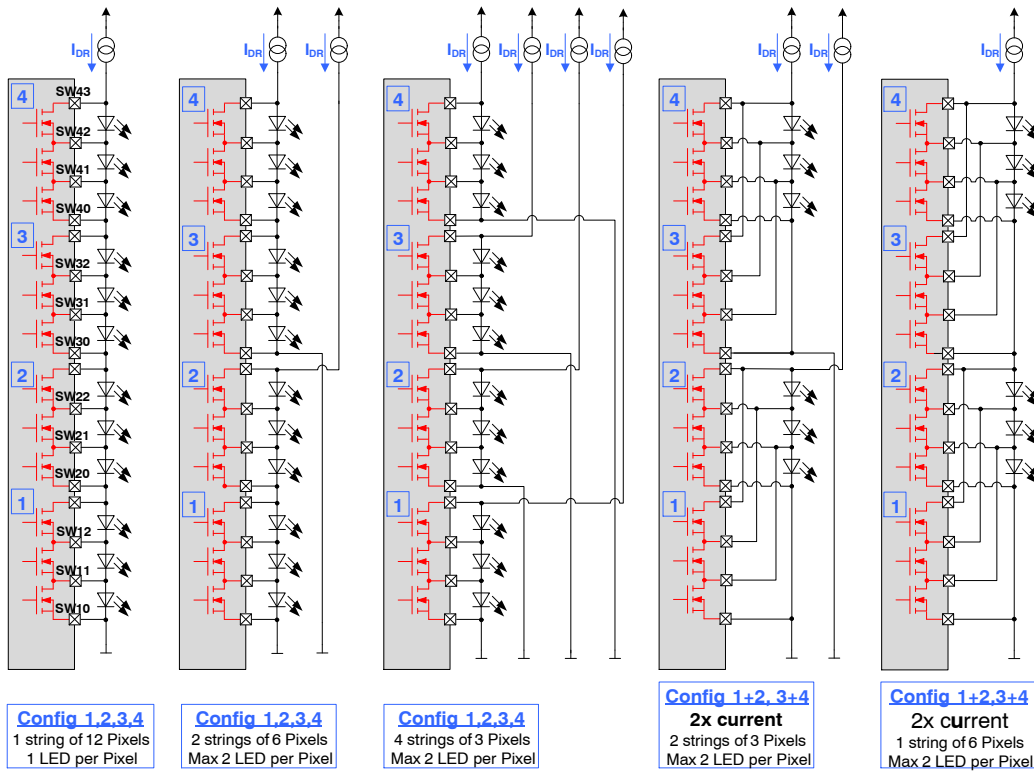 IDR
IDR
IDR
IDR
IDR
IDR
IDR
IDR
IDR
IDR
4
SW43
SW42
SW41
SW40
3
SW32
SW31
SW30
2
SW22
SW21
SW20
1
SW12
SW11
SW10
4
3
2
1
4
3
2
1
4
3
2
1
4
3
2
1
Config 1,2,3,4
1 string of 12 Pixels
1 LED per Pixel
Config 1,2,3,4
2 strings of 6 Pixels
Max 2 LED per Pixel
Config 1,2,3,4
4 strings of 3 Pixels
Max 2 LED per Pixel
Config 1+2, 3+4
2x current
2 strings of 3 Pixels
Max 2 LED per Pixel
Config 1+2,3+4
2x current
1 string of 6 Pixels
Max 2 LED per Pixel